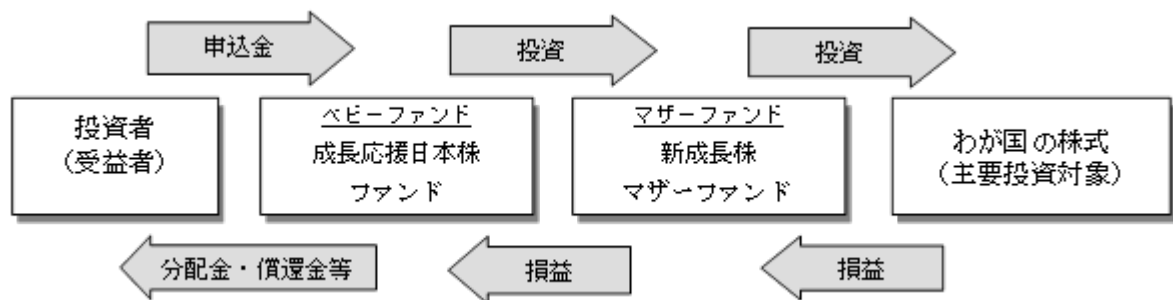 申込金
投資
投資
投資者
(受益者)
ベビーファンド
成長応援日本株
ファンド
マザーファンド
新成長株
マザーファンド
わが国の株式
(主要投資対象)
分配金・償還金等
損益
損益